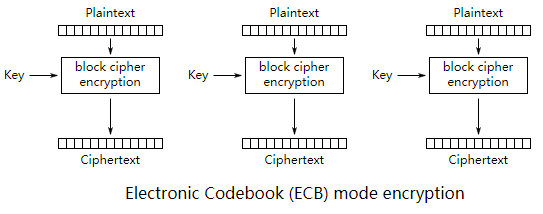 Plaintext Plaintext Plaintext
Key block cipher encryption Key block cipher encryption Key block cipher encryption
Ciphertext Ciphertext Ciphertext
Electronic Codebook (ECB) mode encryption